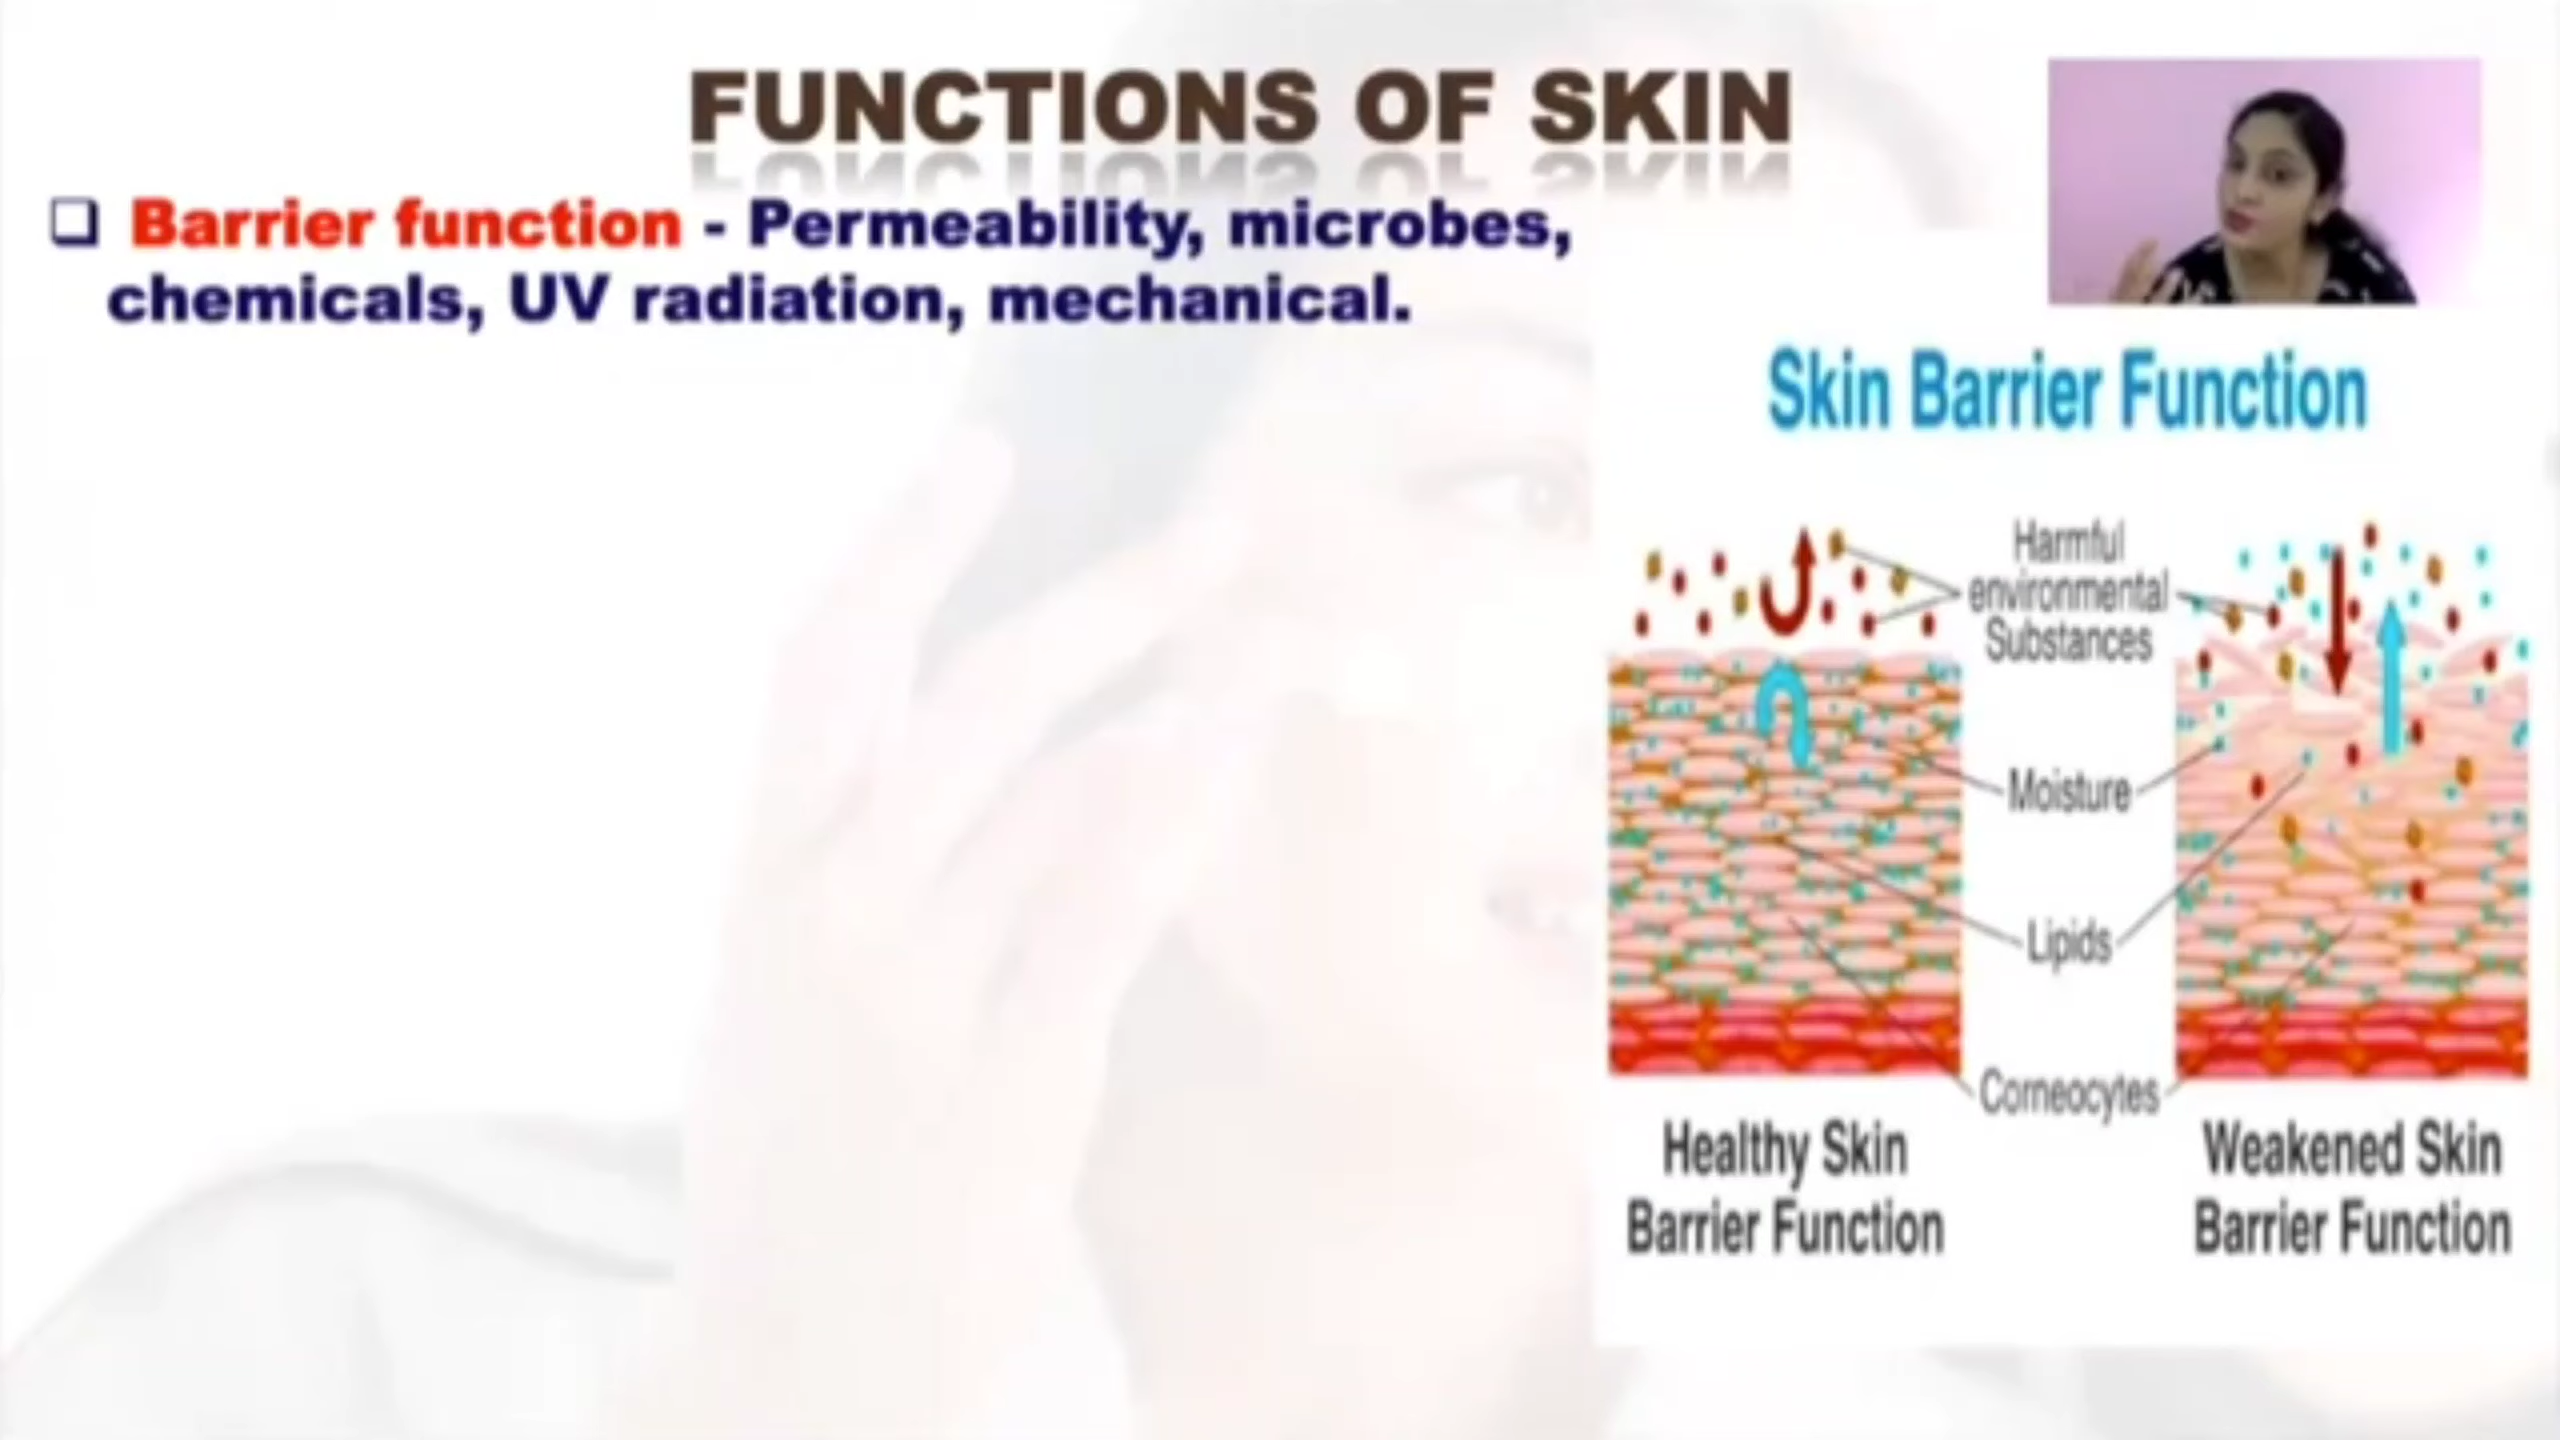 FUNCTIONS OF SKIN
Barrier function - Permeability, microbes,
chemicals, UV radiation, mechanical.
Skin Barrier Function
Harmful
environmental
Substances
Moisture
Lipids
Corneocytes
Healthy Skin
Barrier Function
Weakened Skin
Barrier Function